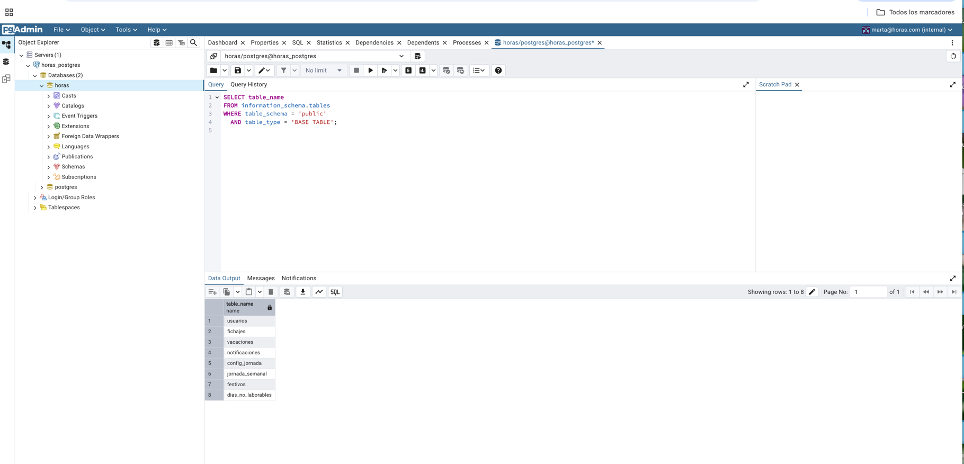 Todos los marcadores
pgAdmin File Object Tools Help marta@horas.com (internal)
Object Explorer
Servers (1)
horas_postgres
Databases (2)
horas
Casts
Catalogs
Event Triggers
Extensions
Foreign Data Wrappers
Languages
Publications
Schemas
Subscriptions
postgres
Login/Group Roles
Tablespaces
Dashboard Properties SQL Statistics Dependencies Dependents Processes horas/postgres@horas_postgres*
horas/postgres@horas_postgres
No limit
Query Query History
1 SELECT table_name
2 FROM information_schema.tables
3 WHERE table_schema = 'public'
4 AND table_type = 'BASE TABLE';
5
Scratch Pad
Data Output Messages Notifications
SQL
Showing rows: 1 to 8 Page No: 1 of 1
table_name
name
1 usuarios
2 fichajes
3 vacaciones
4 notificaciones
5 config_jornada
6 jornada_semanal
7 festivos
8 dias_no_laborables